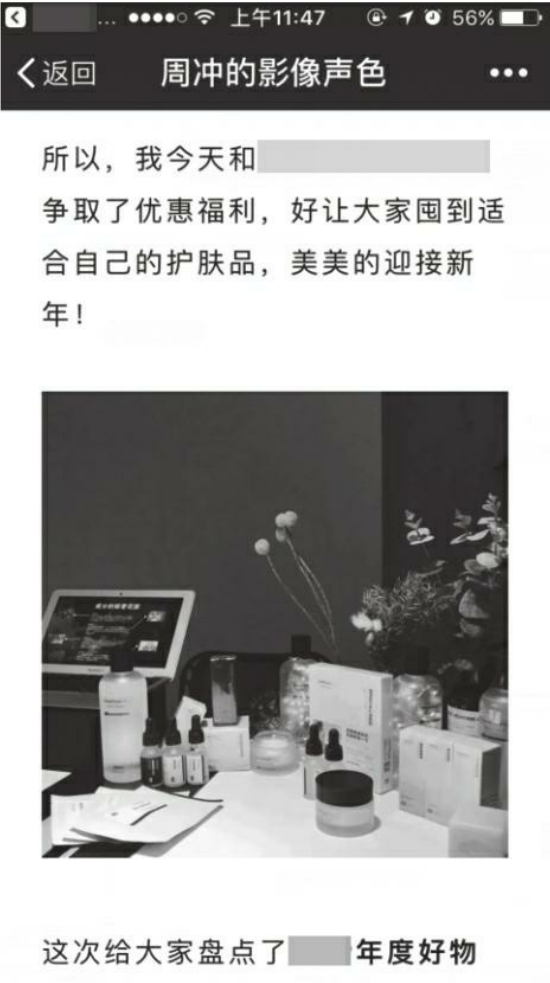 ... 上午11:47 56%
返回 周冲的影像声色
所以，我今天和
争取了优惠福利，好让大家囤到适
合自己的护肤品，美美的迎接新
年！
这次给大家盘点了 年度好物